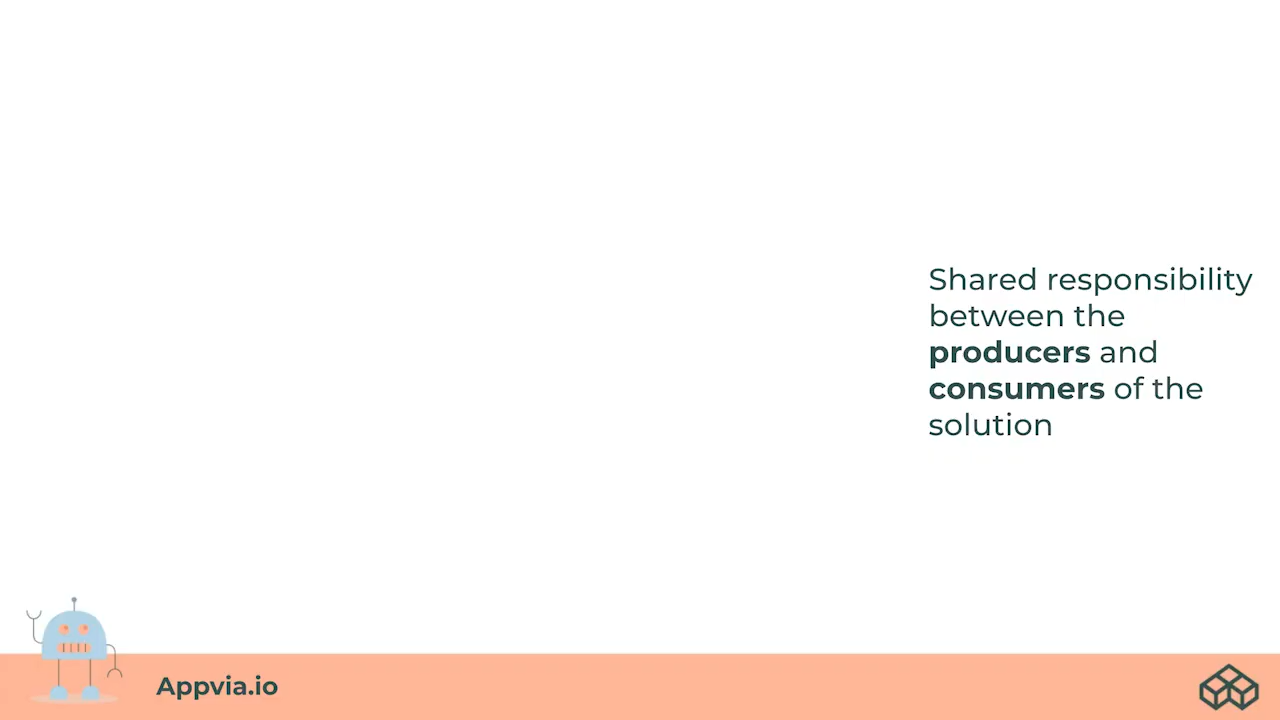 Shared responsibility
between the
producers and
consumers of the
solution
Appvia.io